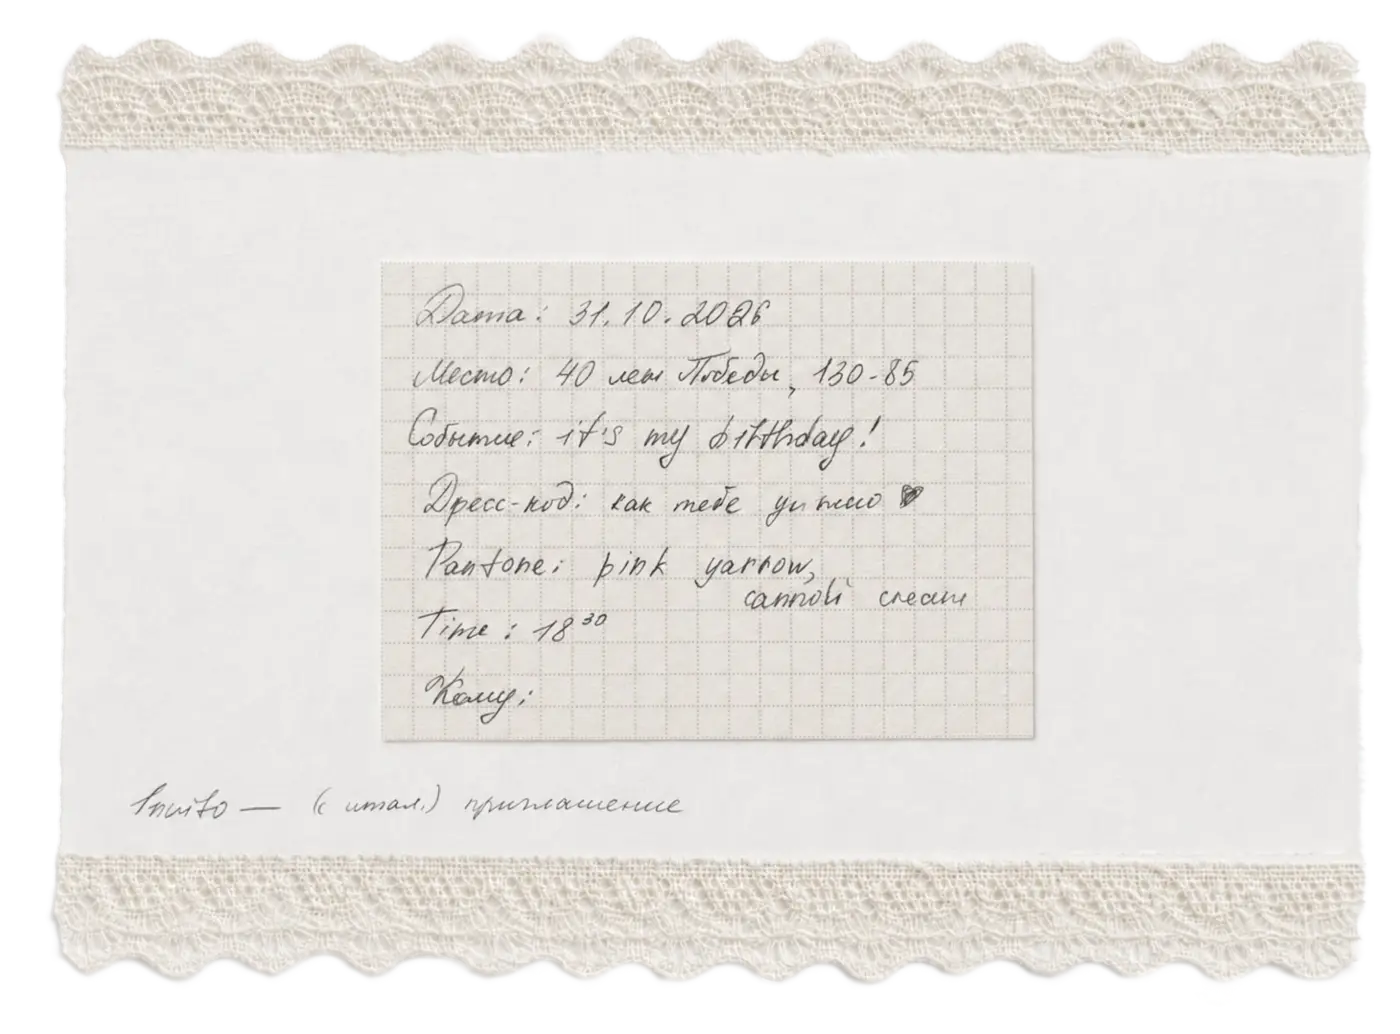 Дата: 31.10.2026
Место: 40 лет Победы, 130-85
Событие: it's my birthday!
Дресс-код: как тебе уютно
Pantone: pink yarrow,
cannoli cream
Time: 18³⁰
Кому:
Invito — (с итал.) приглашение